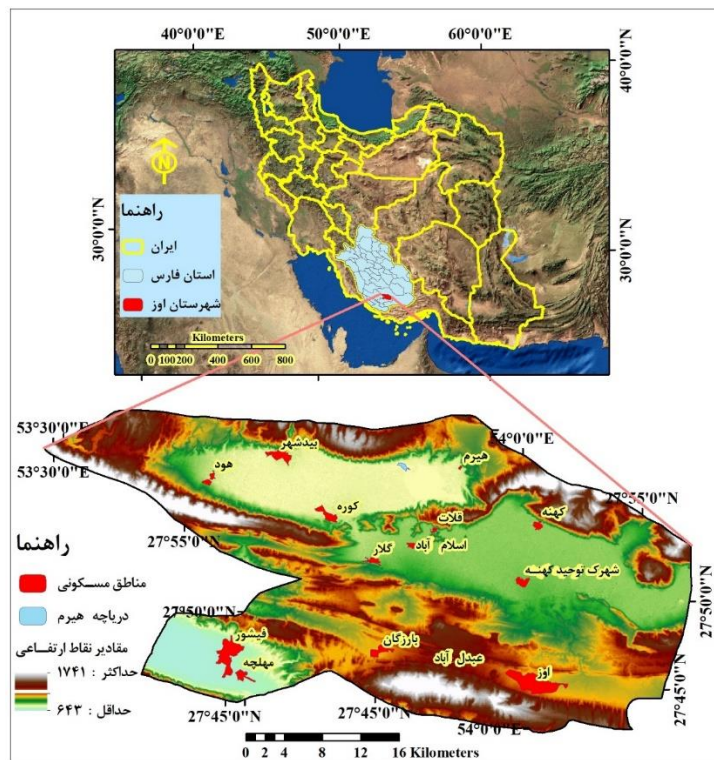 40°0'0"E 50°0'0"E 60°0'0"E
40°0'0"N
30°0'0"N
30°0'0"N
N
راهنما
ایران
استان فارس
شهرستان اوز
Kilometers
0 100200 400 600 800
53°30'0"E
53°30'0"E
54°0'0"E
بیدشهر
هیرم
هود
27°55'0"N
کوره
کهنه
قلات
27°55'0"N
اسلام آباد
گلار
شهرک توحید کهنه
راهنما
مناطق مسکونی
دریاچه هیرم
مقادیر نقاط ارتفاعی
حداکثر : ۱۷۴۱
حداقل : ۶۴۳
27°50'0"N
27°50'0"N
فیشور
مهلچه
پارزگان
عبدل آباد
اوز
27°45'0"N
27°45'0"N
27°45'0"N
54°0'0"E
0 2 4 8 12 16 Kilometers